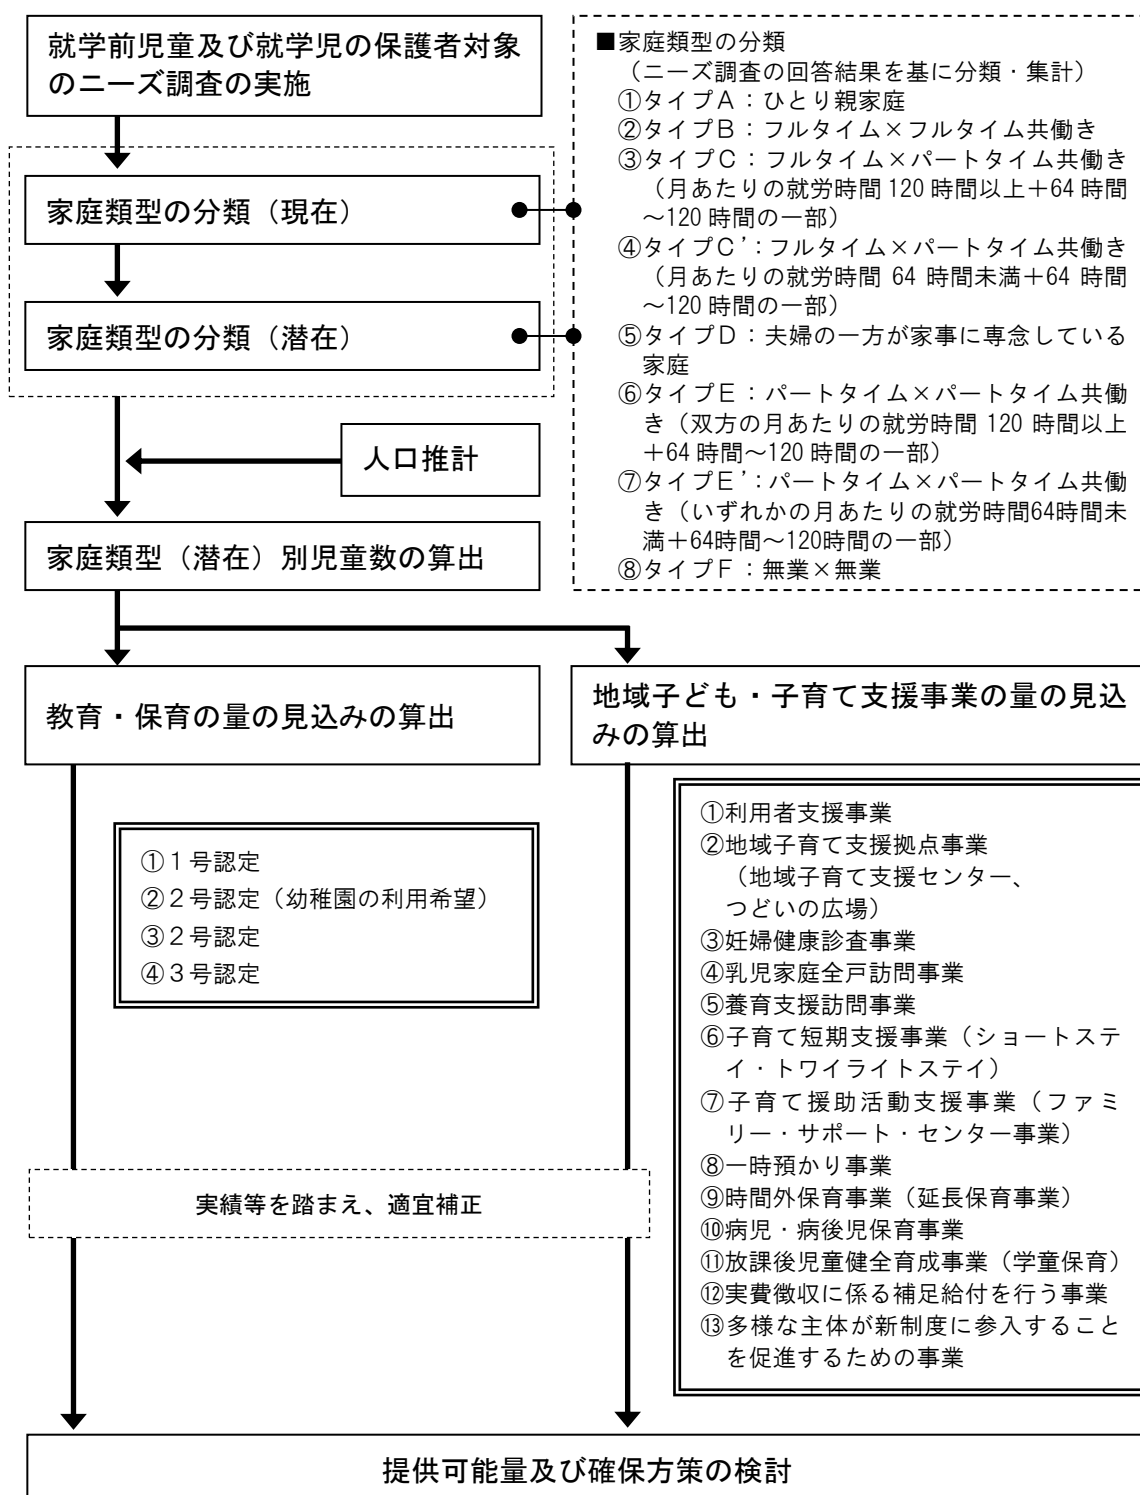 就学前児童及び就学児の保護者対象
のニーズ調査の実施
家庭類型の分類（現在）
家庭類型の分類（潜在）
人口推計
家庭類型（潜在）別児童数の算出
■家庭類型の分類
（ニーズ調査の回答結果を基に分類・集計）
①タイプＡ：ひとり親家庭
②タイプＢ：フルタイム×フルタイム共働き
③タイプＣ：フルタイム×パートタイム共働き
（月あたりの就労時間 120 時間以上＋64 時間
～120 時間の一部）
④タイプＣ’：フルタイム×パートタイム共働き
（月あたりの就労時間 64 時間未満＋64 時間
～120 時間の一部）
⑤タイプＤ：夫婦の一方が家事に専念している
家庭
⑥タイプＥ：パートタイム×パートタイム共働
き（双方の月あたりの就労時間 120 時間以上
＋64 時間～120 時間の一部）
⑦タイプＥ’：パートタイム×パートタイム共働
き（いずれかの月あたりの就労時間64時間未
満＋64時間～120時間の一部）
⑧タイプＦ：無業×無業
教育・保育の量の見込みの算出
地域子ども・子育て支援事業の量の見込
みの算出
①１号認定
②２号認定（幼稚園の利用希望）
③２号認定
④３号認定
①利用者支援事業
②地域子育て支援拠点事業
（地域子育て支援センター、
つどいの広場）
③妊婦健康診査事業
④乳児家庭全戸訪問事業
⑤養育支援訪問事業
⑥子育て短期支援事業（ショートステ
イ・トワイライトステイ）
⑦子育て援助活動支援事業（ファミ
リー・サポート・センター事業）
⑧一時預かり事業
⑨時間外保育事業（延長保育事業）
⑩病児・病後児保育事業
⑪放課後児童健全育成事業（学童保育）
⑫実費徴収に係る補足給付を行う事業
⑬多様な主体が新制度に参入すること
を促進するための事業
実績等を踏まえ、適宜補正
提供可能量及び確保方策の検討